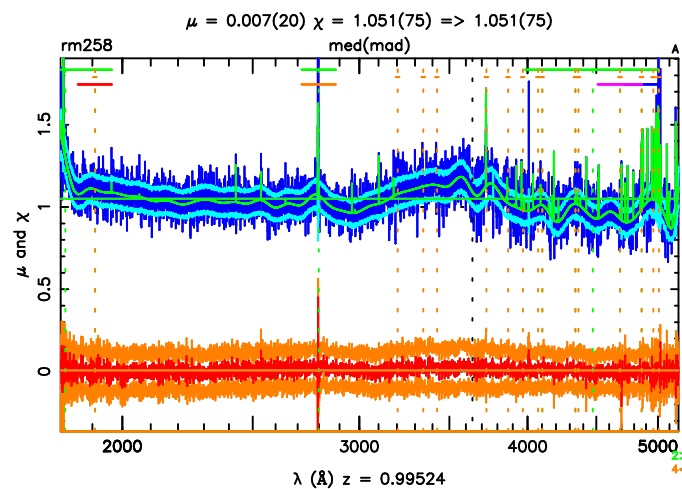 μ = 0.007(20) χ = 1.051(75) => 1.051(75)
rm258 med(mad) A
1.5
1
0.5
0
μ and χ
2000 3000 4000 5000
λ (Å) z = 0.99524